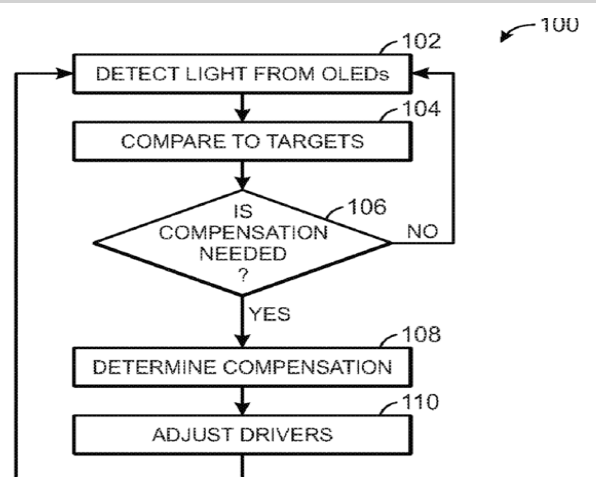 100
102
DETECT LIGHT FROM OLEDs
104
COMPARE TO TARGETS
106
IS
COMPENSATION
NEEDED
?
NO
YES
108
DETERMINE COMPENSATION
110
ADJUST DRIVERS